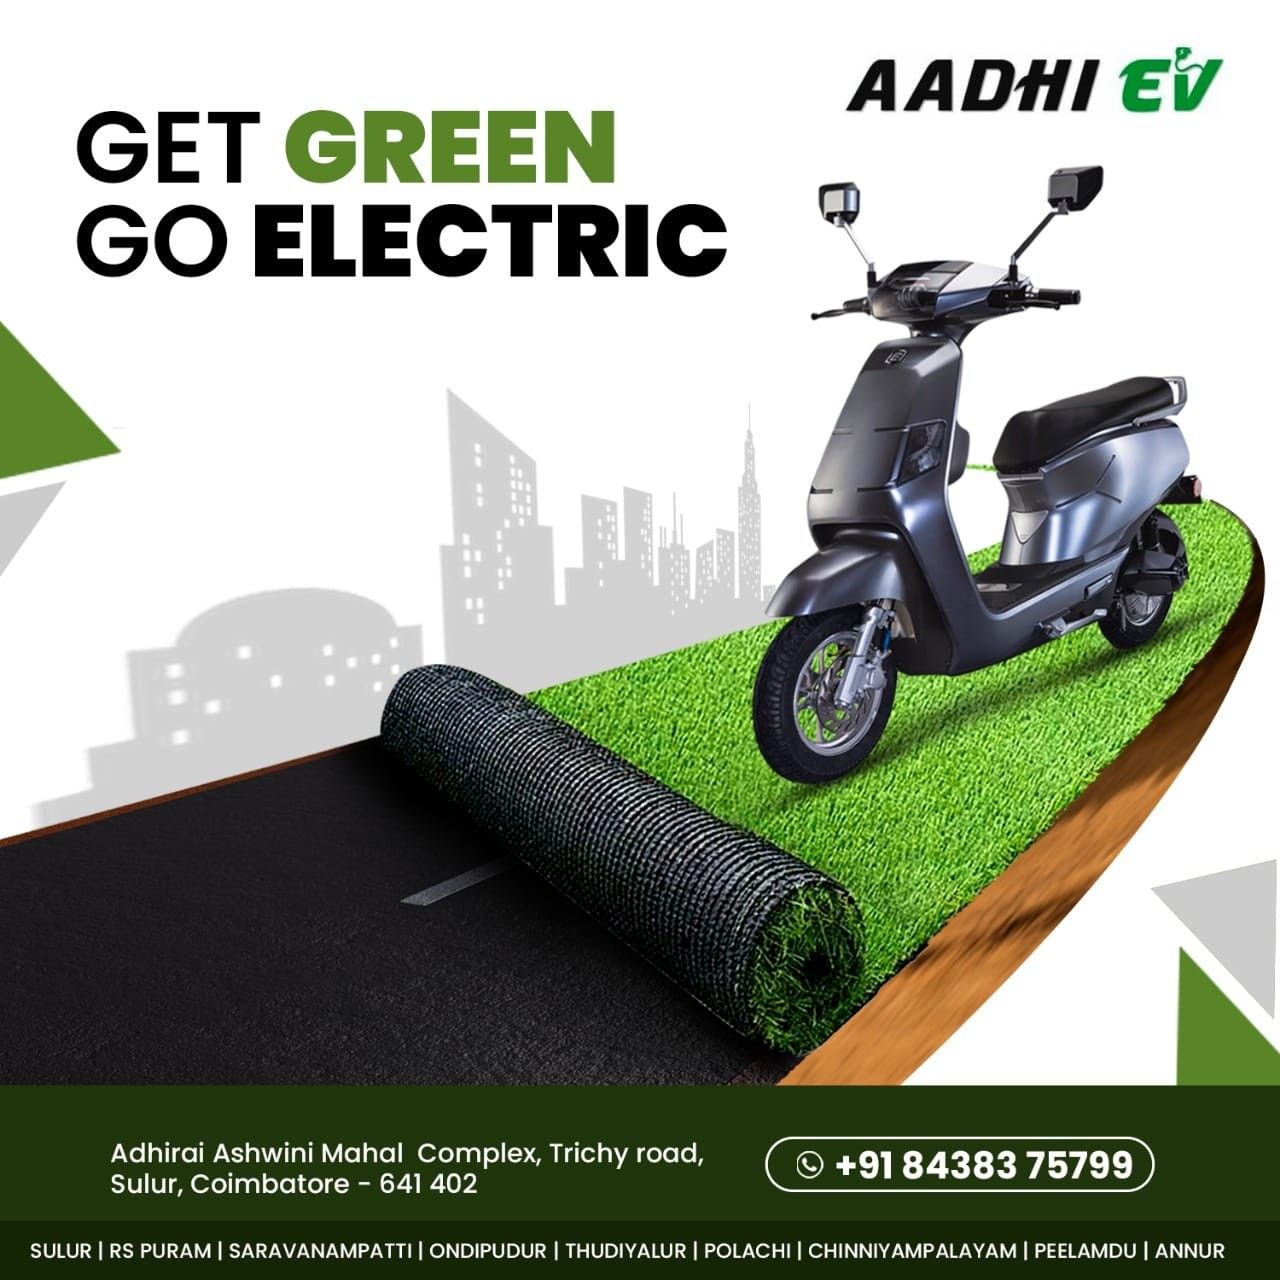 AADHI EV
GET GREEN
GO ELECTRIC
Adhirai Ashwini Mahal Complex, Trichy road,
Sulur, Coimbatore - 641 402
+91 84383 75799
SULUR | RS PURAM | SARAVANAMPATTI | ONDIPUDUR | THUDIYALUR | POLACHI | CHINNIYAMPALAYAM | PEELAMDU | ANNUR